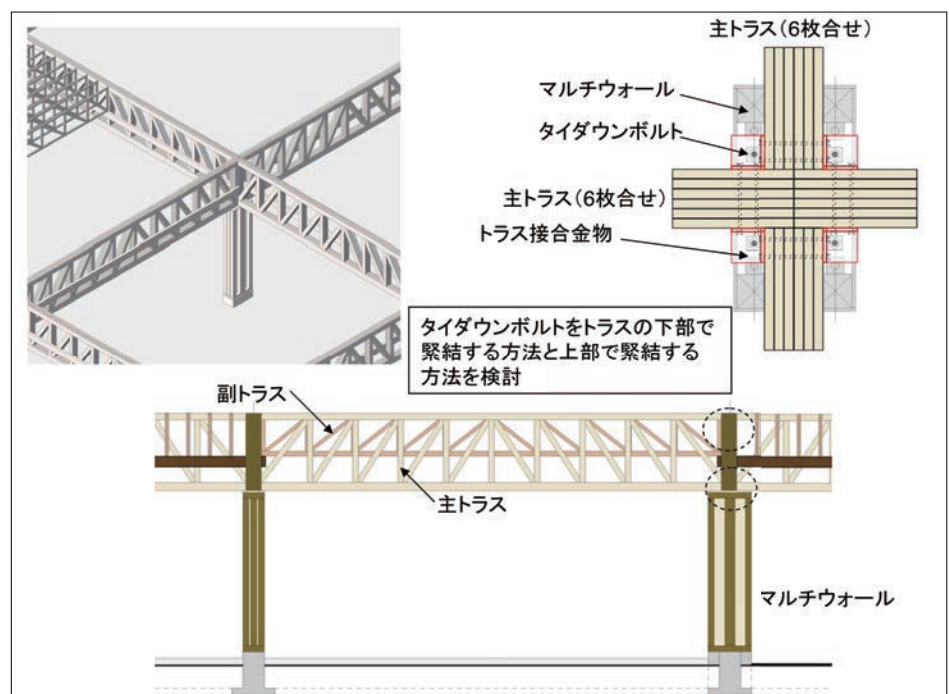 主トラス（6枚合せ）
マルチウォール
タイダウンボルト
主トラス（6枚合せ）
トラス接合金物
タイダウンボルトをトラスの下部で
緊結する方法と上部で緊結する
方法を検討
副トラス
主トラス
マルチウォール